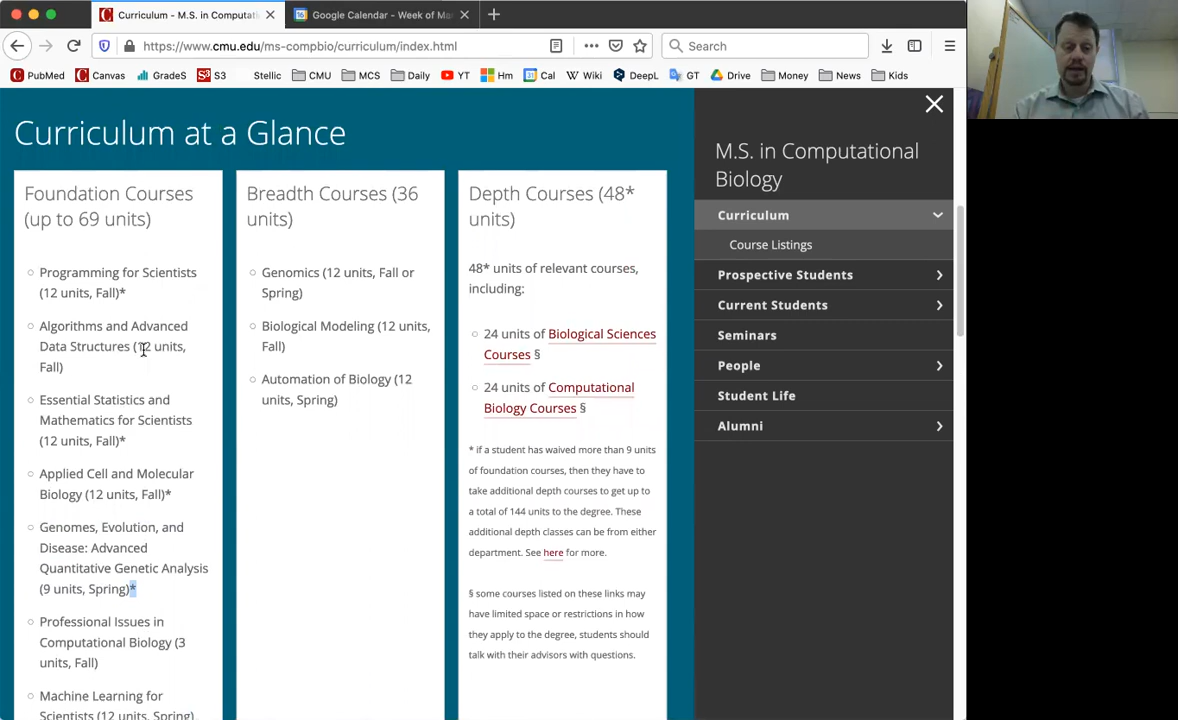 Curriculum - M.S. in Computati
Google Calendar - Week of Ma
https://www.cmu.edu/ms-compbio/curriculum/index.html
Search
PubMed
Canvas
GradeS
S3
Stellic
CMU
MCS
Daily
YT
Hm
Cal
Wiki
DeepL
GT
Drive
Money
News
Kids
Curriculum at a Glance
Foundation Courses
(up to 69 units)
Programming for Scientists
(12 units, Fall)*
Algorithms and Advanced
Data Structures (12 units,
Fall)
Essential Statistics and
Mathematics for Scientists
(12 units, Fall)*
Applied Cell and Molecular
Biology (12 units, Fall)*
Genomes, Evolution, and
Disease: Advanced
Quantitative Genetic Analysis
(9 units, Spring)*
Professional Issues in
Computational Biology (3
units, Fall)
Machine Learning for
Scientists (12 units, Spring)
Breadth Courses (36
units)
Genomics (12 units, Fall or
Spring)
Biological Modeling (12 units,
Fall)
Automation of Biology (12
units, Spring)
Depth Courses (48*
units)
48* units of relevant courses,
including:
24 units of Biological Sciences
Courses §
24 units of Computational
Biology Courses §
* if a student has waived more than 9 units
of foundation courses, then they have to
take additional depth courses to get up to
a total of 144 units to the degree. These
additional depth classes can be from either
department. See here for more.
§ some courses listed on these links may
have limited space or restrictions in how
they apply to the degree, students should
talk with their advisors with questions.
M.S. in Computational
Biology
Curriculum
Course Listings
Prospective Students
Current Students
Seminars
People
Student Life
Alumni